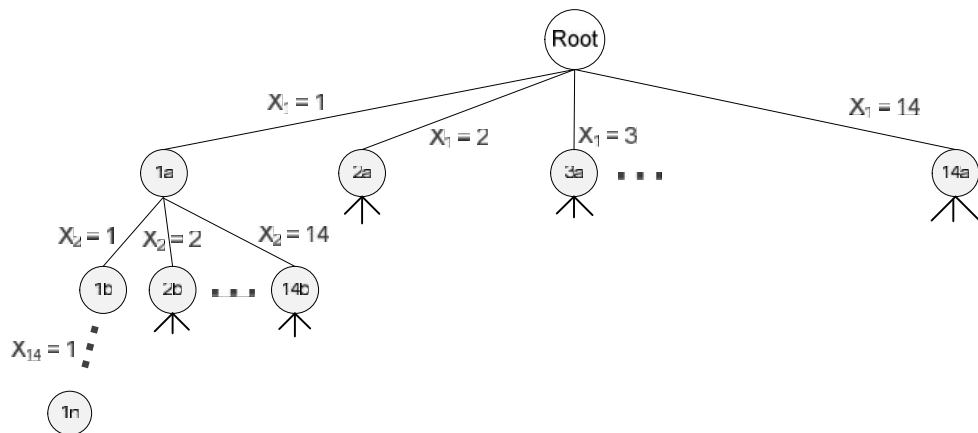 Root
X₁ = 1
X₁ = 2
X₁ = 3
X₁ = 14
1a
2a
3a
14a
X₂ = 1
X₂ = 2
X₂ = 14
1b
2b
14b
X₁₄ = 1
1n